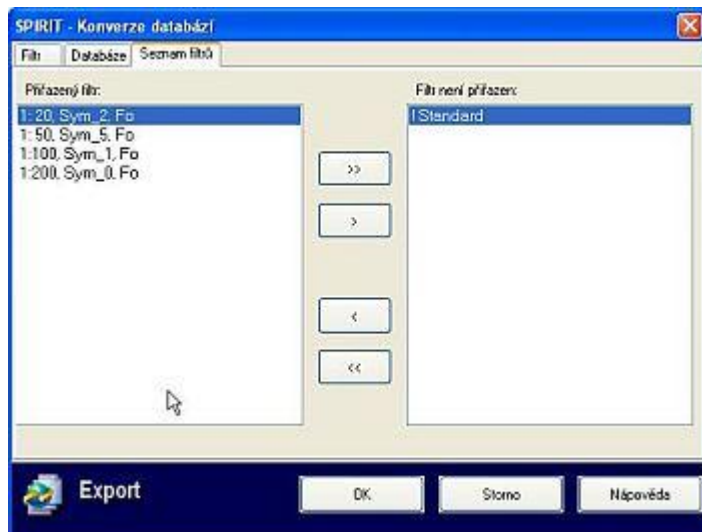 SPIRIT - Konverze databází
Filtr Databáze Seznam filtrů
Přiřazený filtr: Filtr není přiřazen:
1: 20, Sym_2, Fo !Standard
1: 50, Sym_5, Fo
1:100, Sym_1, Fo
1:200, Sym_0, Fo
>>
>
<
<<
Export OK Storno Nápověda